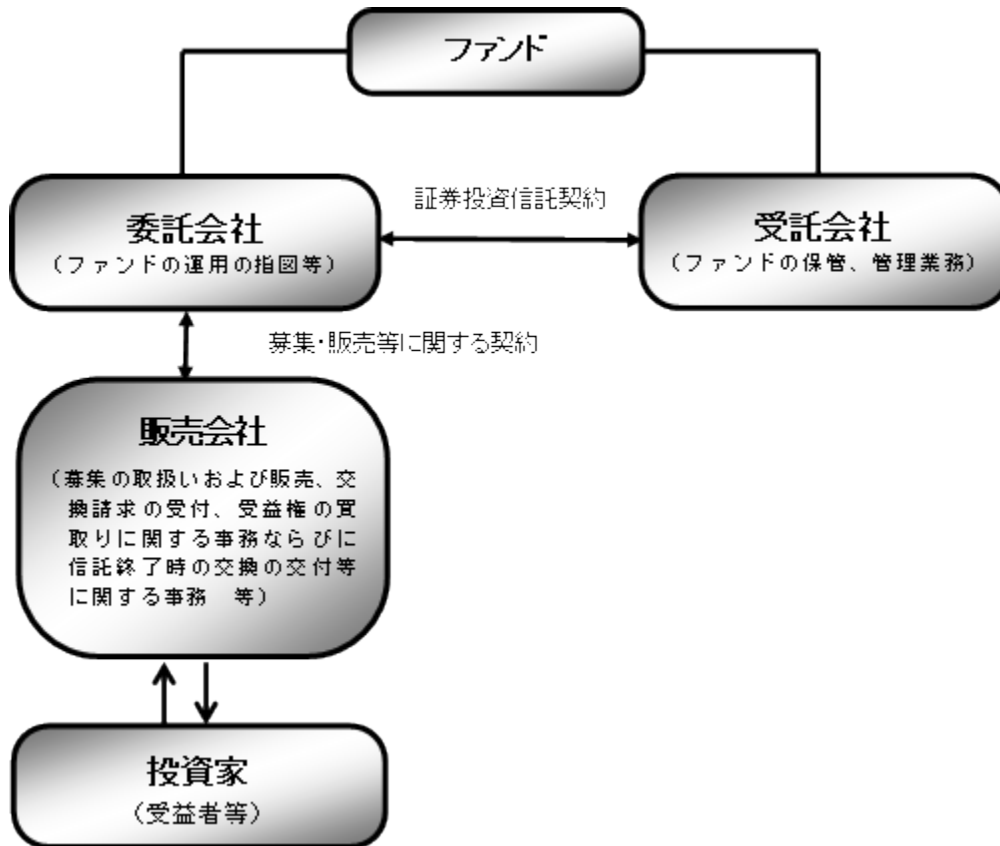 ファンド
証券投資信託契約
委託会社
(ファンドの運用の指図等)
受託会社
(ファンドの保管、管理業務)
募集・販売等に関する契約
販売会社
(募集の取扱いおよび販売、交
換請求の受付、受益権の買
取りに関する事務ならびに
信託終了時の交換の交付等
に関する事務　等)
投資家
(受益者等)